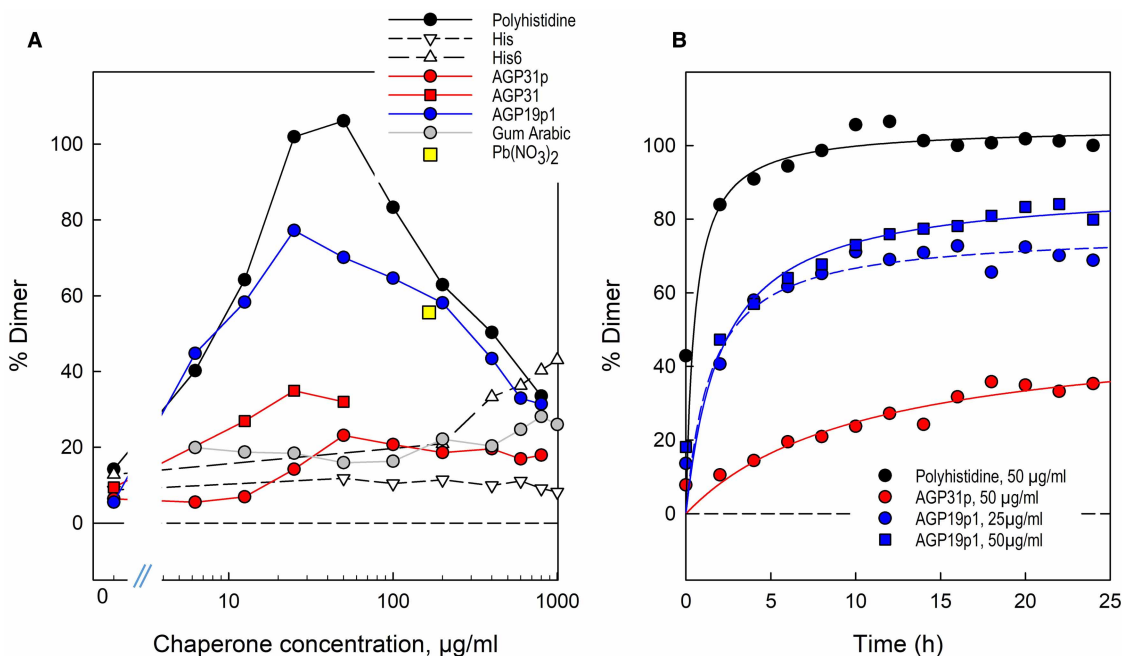 A
Polyhistidine
His
His6
AGP31p
AGP31
AGP19p1
Gum Arabic
Pb(NO3)2
% Dimer
100
80
60
40
20
0
0
10
100
1000
Chaperone concentration, µg/ml
B
% Dimer
100
80
60
40
20
0
Polyhistidine, 50 µg/ml
AGP31p, 50 µg/ml
AGP19p1, 25µg/ml
AGP19p1, 50µg/ml
0
5
10
15
20
25
Time (h)